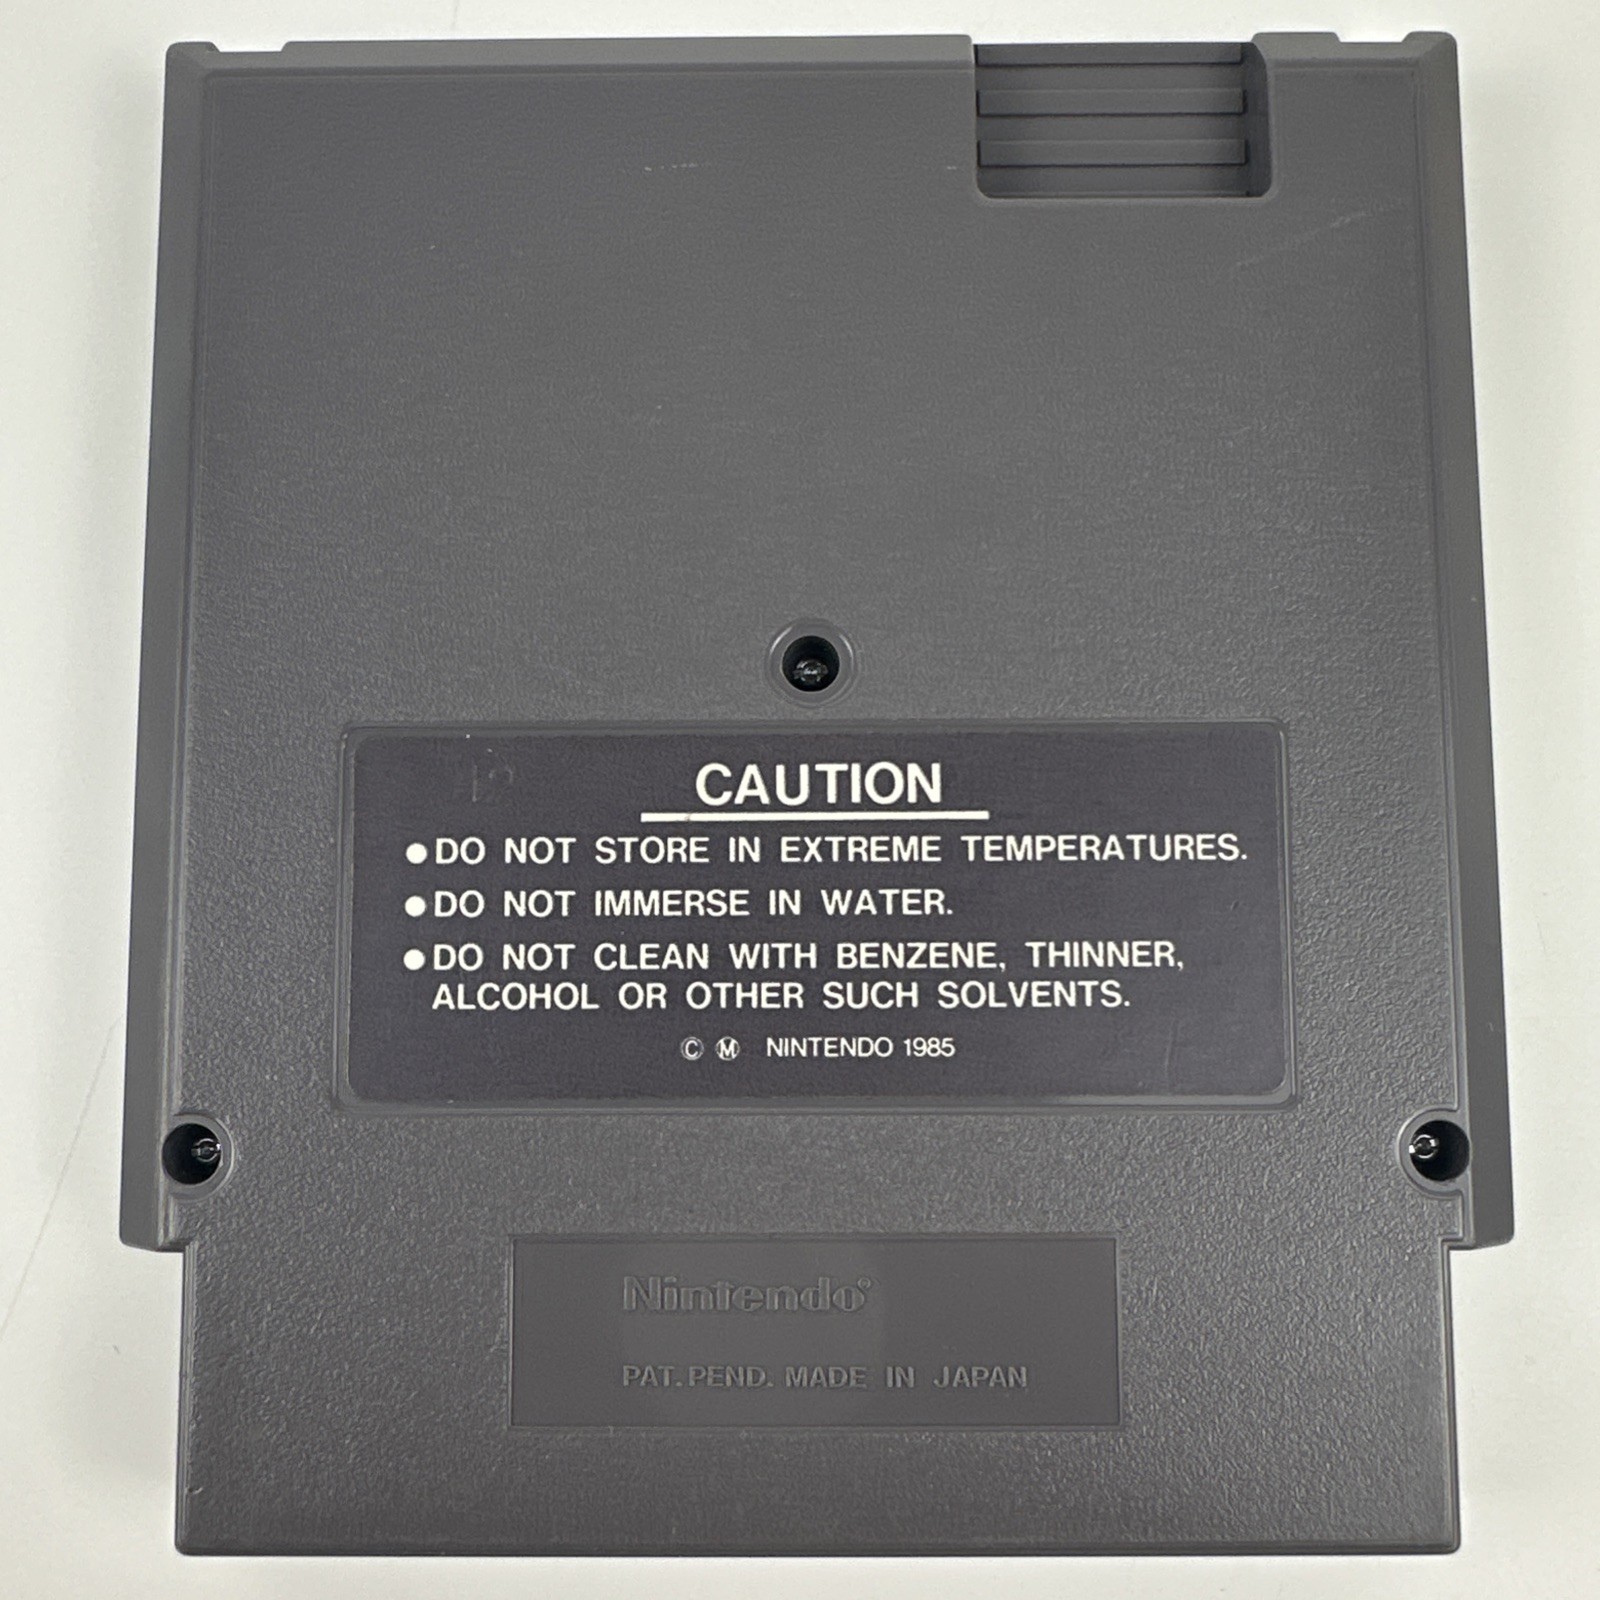 12
CAUTION
●DO NOT STORE IN EXTREME TEMPERATURES.
●DO NOT IMMERSE IN WATER.
●DO NOT CLEAN WITH BENZENE, THINNER,
ALCOHOL OR OTHER SUCH SOLVENTS.
© Ⓜ NINTENDO 1985
Nintendo®
PAT. PEND. MADE IN JAPAN